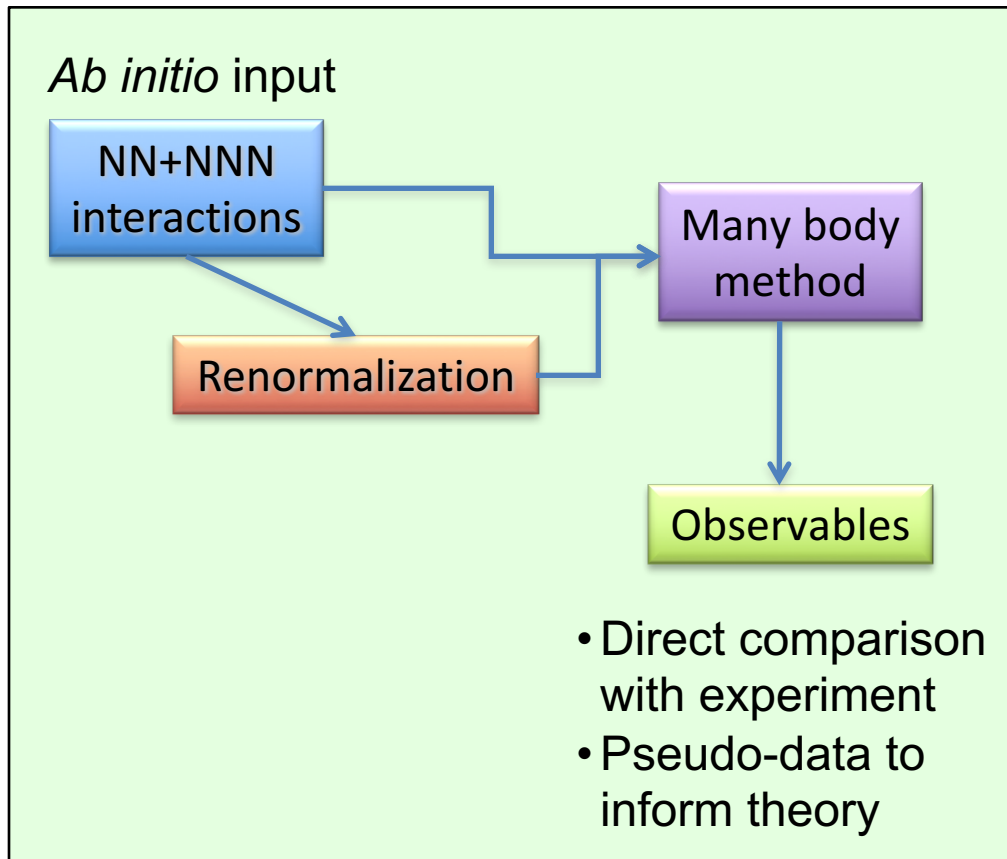 Ab initio input
NN+NNN
interactions
Many body
method
Renormalization
Observables
• Direct comparison
with experiment
• Pseudo-data to
inform theory